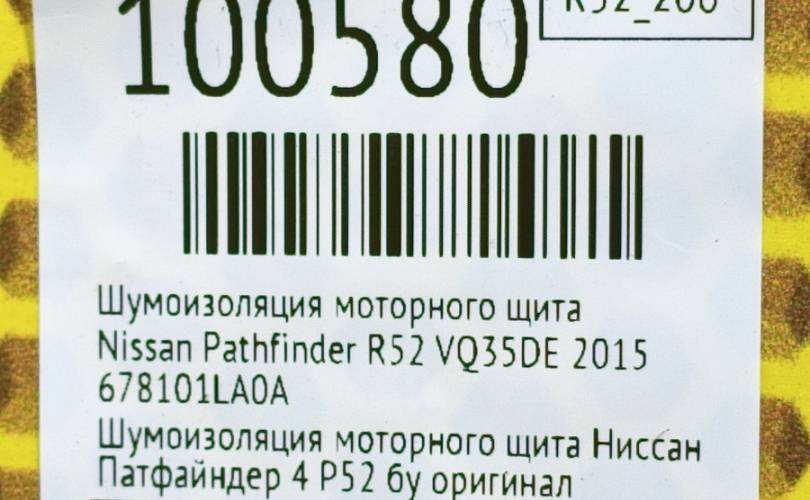 100580
R52_200
Шумоизоляция моторного щита
Nissan Pathfinder R52 VQ35DE 2015
678101LA0A
Шумоизоляция моторного щита Ниссан
Патфайндер 4 Р52 бу оригинал